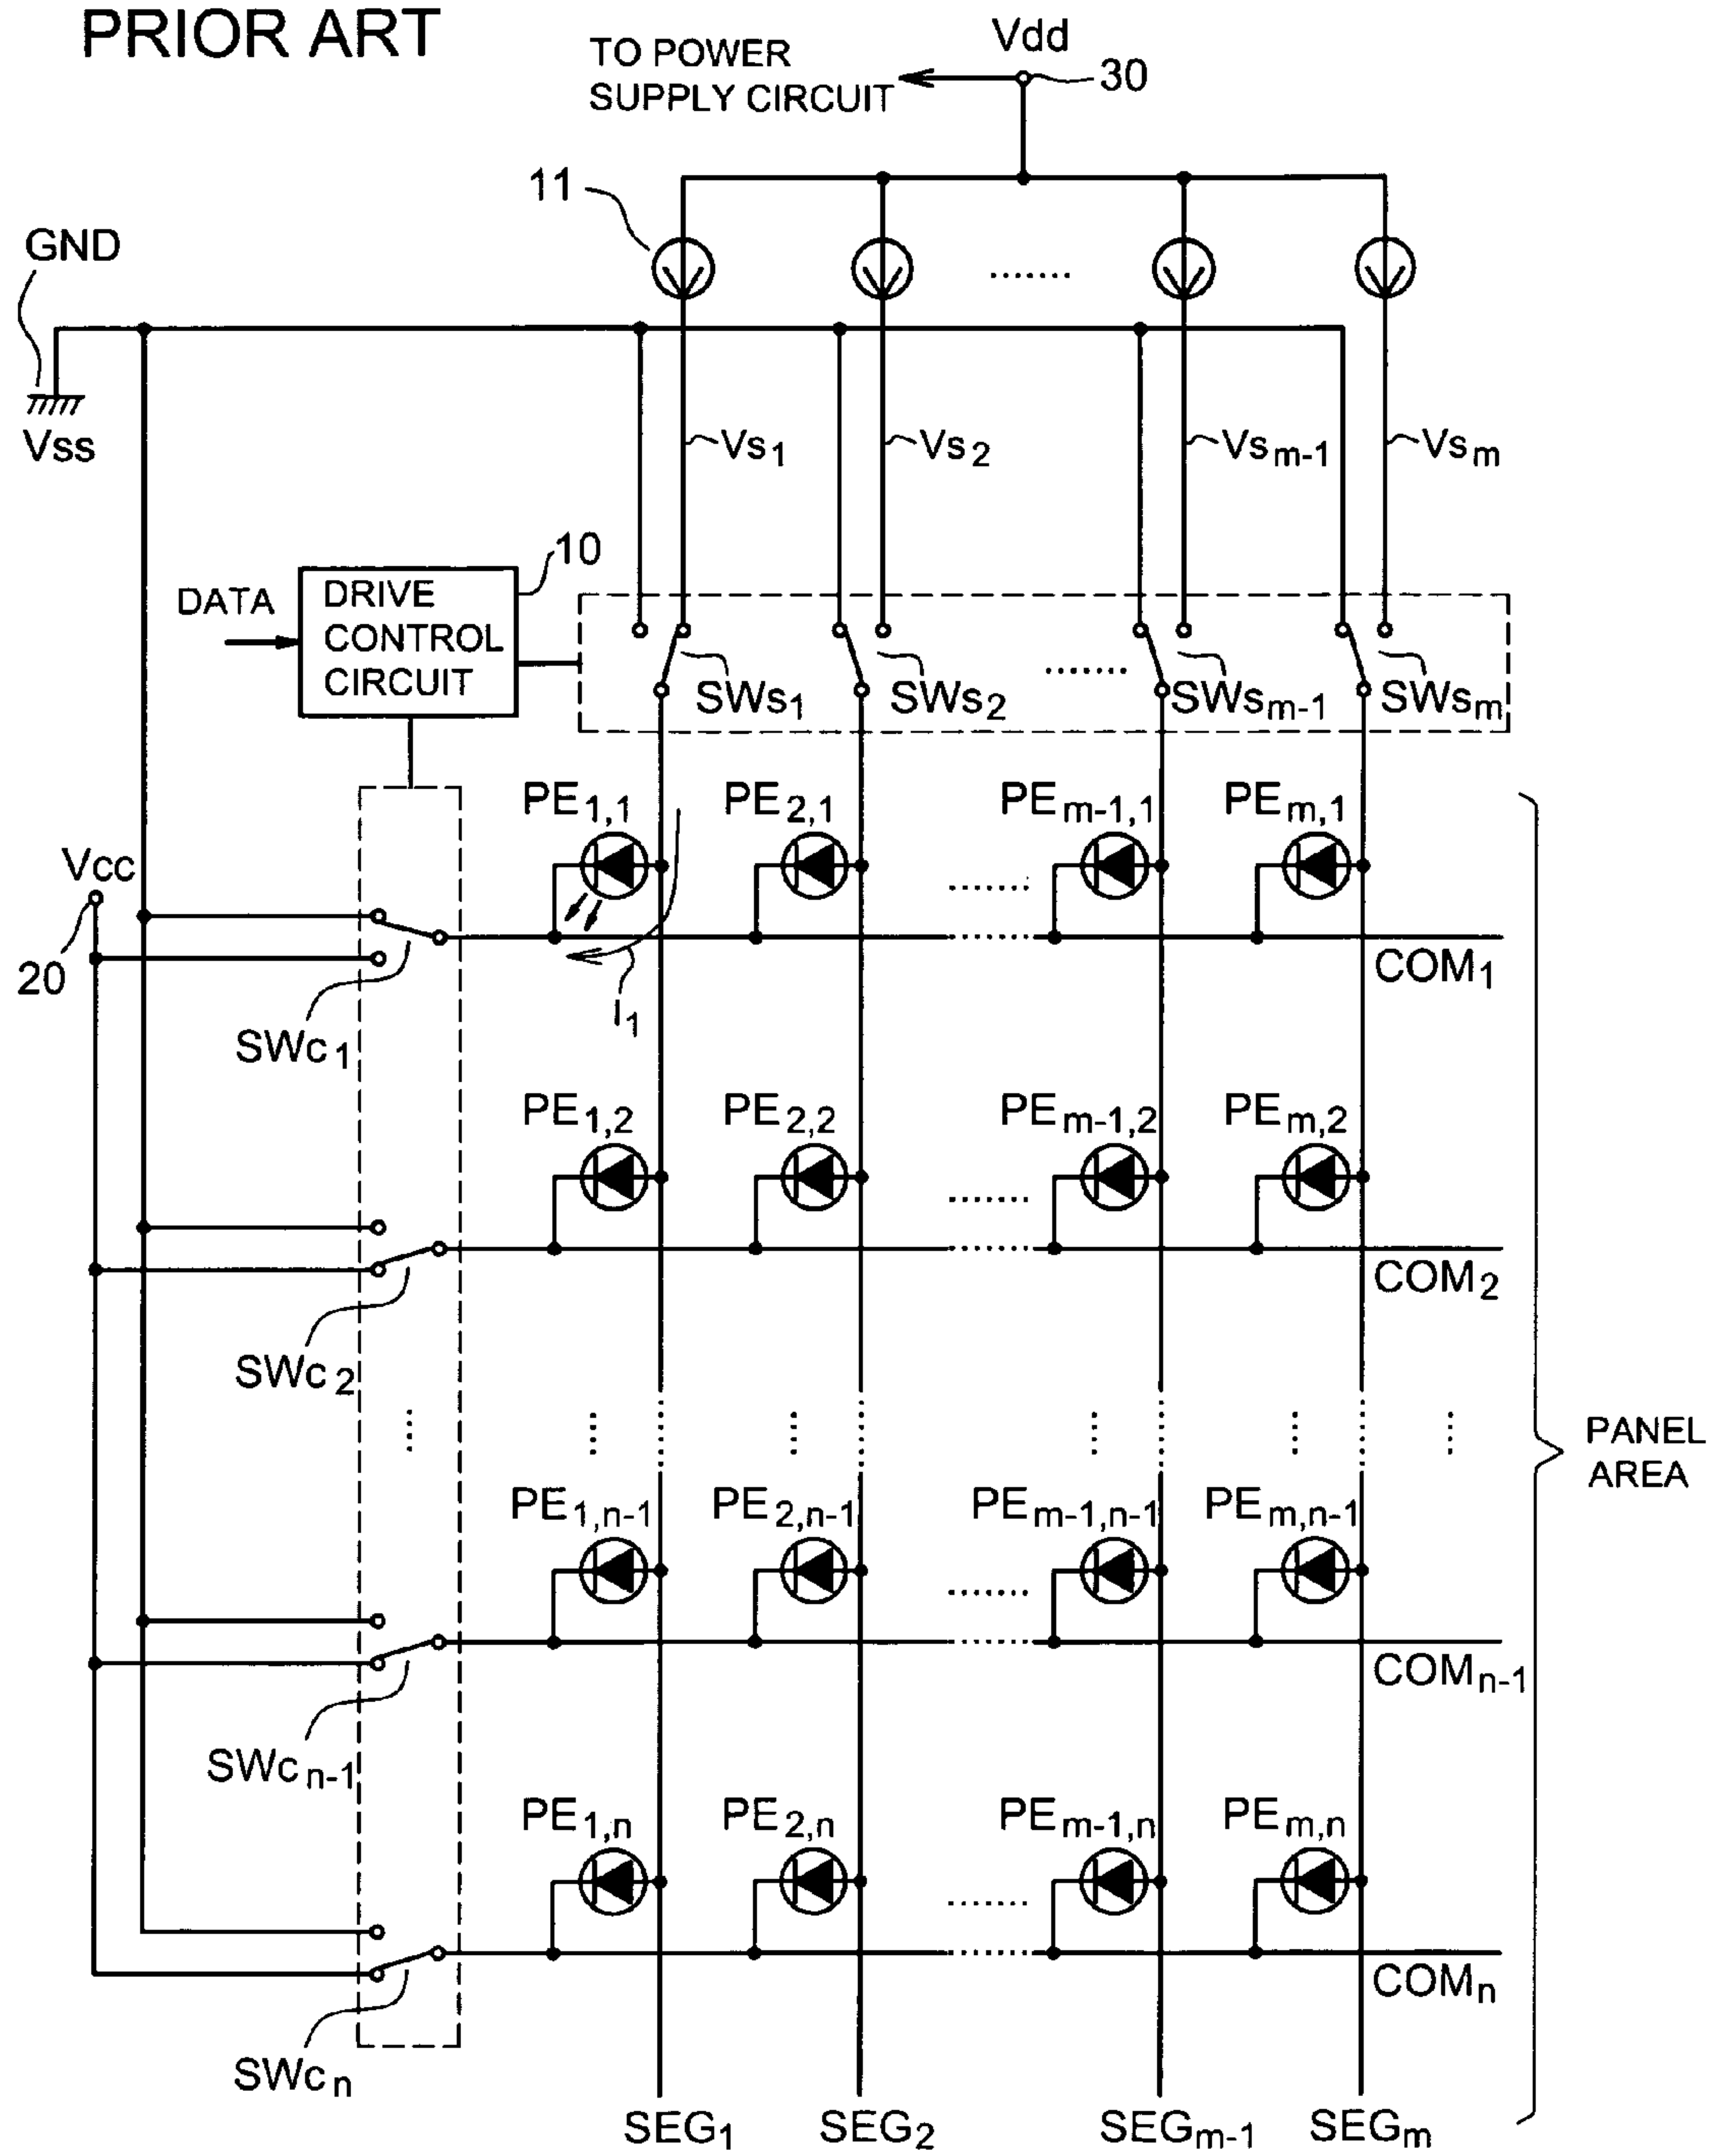 PRIOR ART
TO POWER
SUPPLY CIRCUIT
Vdd
30
11
GND
Vss
.......
Vs1
Vs2
Vsm-1
Vsm
10
DATA
DRIVE
CONTROL
CIRCUIT
SWs1
SWs2
.......
SWsm-1
SWsm
PE1,1
PE2,1
PEm-1,1
PEm,1
Vcc
20
SWc1
I1
COM1
PE1,2
PE2,2
PEm-1,2
PEm,2
SWc2
COM2
PANEL
AREA
PE1,n-1
PE2,n-1
PEm-1,n-1
PEm,n-1
SWcn-1
COMn-1
PE1,n
PE2,n
PEm-1,n
PEm,n
SWcn
COMn
SEG1
SEG2
SEGm-1
SEGm